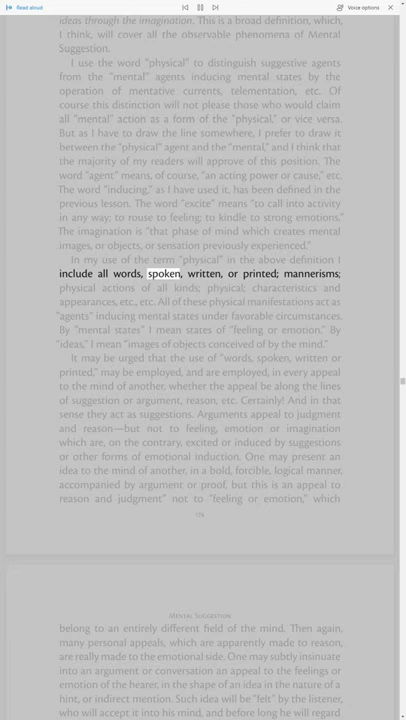 Read aloud
Voice options
ideas through the imagination. This is a broad definition, which,
I think, will cover all the observable phenomena of Mental
Suggestion.
I use the word "physical" to distinguish suggestive agents
from the "mental" agents inducing mental states by the
operation of mentative currents, telementation, etc. Of
course this distinction will not please those who would claim
all "mental" action as a form of the "physical," or vice versa.
But as I have to draw the line somewhere, I prefer to draw it
between the "physical" agent and the "mental," and I think that
the majority of my readers will approve of this position. The
word "agent" means, of course, "an acting power or cause," etc.
The word "inducing," as I have used it, has been defined in the
previous lesson. The word "excite" means "to call into activity
in any way; to rouse to feeling; to kindle to strong emotions."
The imagination is "that phase of mind which creates mental
images, or objects, or sensation previously experienced."
In my use of the term "physical" in the above definition I
include all words, spoken, written, or printed; mannerisms;
physical actions of all kinds; physical; characteristics and
appearances, etc., etc. All of these physical manifestations act as
"agents" inducing mental states under favorable circumstances.
By "mental states" I mean states of "feeling or emotion." By
"ideas," I mean "images of objects conceived of by the mind."
It may be urged that the use of "words, spoken, written or
printed," may be employed, and are employed, in every appeal
to the mind of another, whether the appeal be along the lines
of suggestion or argument, reason, etc. Certainly! And in that
sense they act as suggestions. Arguments appeal to judgment
and reason—but not to feeling, emotion or imagination
which are, on the contrary, excited or induced by suggestions
or other forms of emotional induction. One may present an
idea to the mind of another, in a bold, forcible, logical manner,
accompanied by argument or proof, but this is an appeal to
reason and judgment" not to "feeling or emotion," which
Mental Suggestion
belong to an entirely different field of the mind. Then again,
many personal appeals, which are apparently made to reason,
are really made to the emotional side. One may subtly insinuate
into an argument or conversation an appeal to the feelings or
emotion of the hearer, in the shape of an idea in the nature of a
hint, or indirect mention. Such idea will be "felt" by the listener,
who will accept it into his mind, and before long he will regard